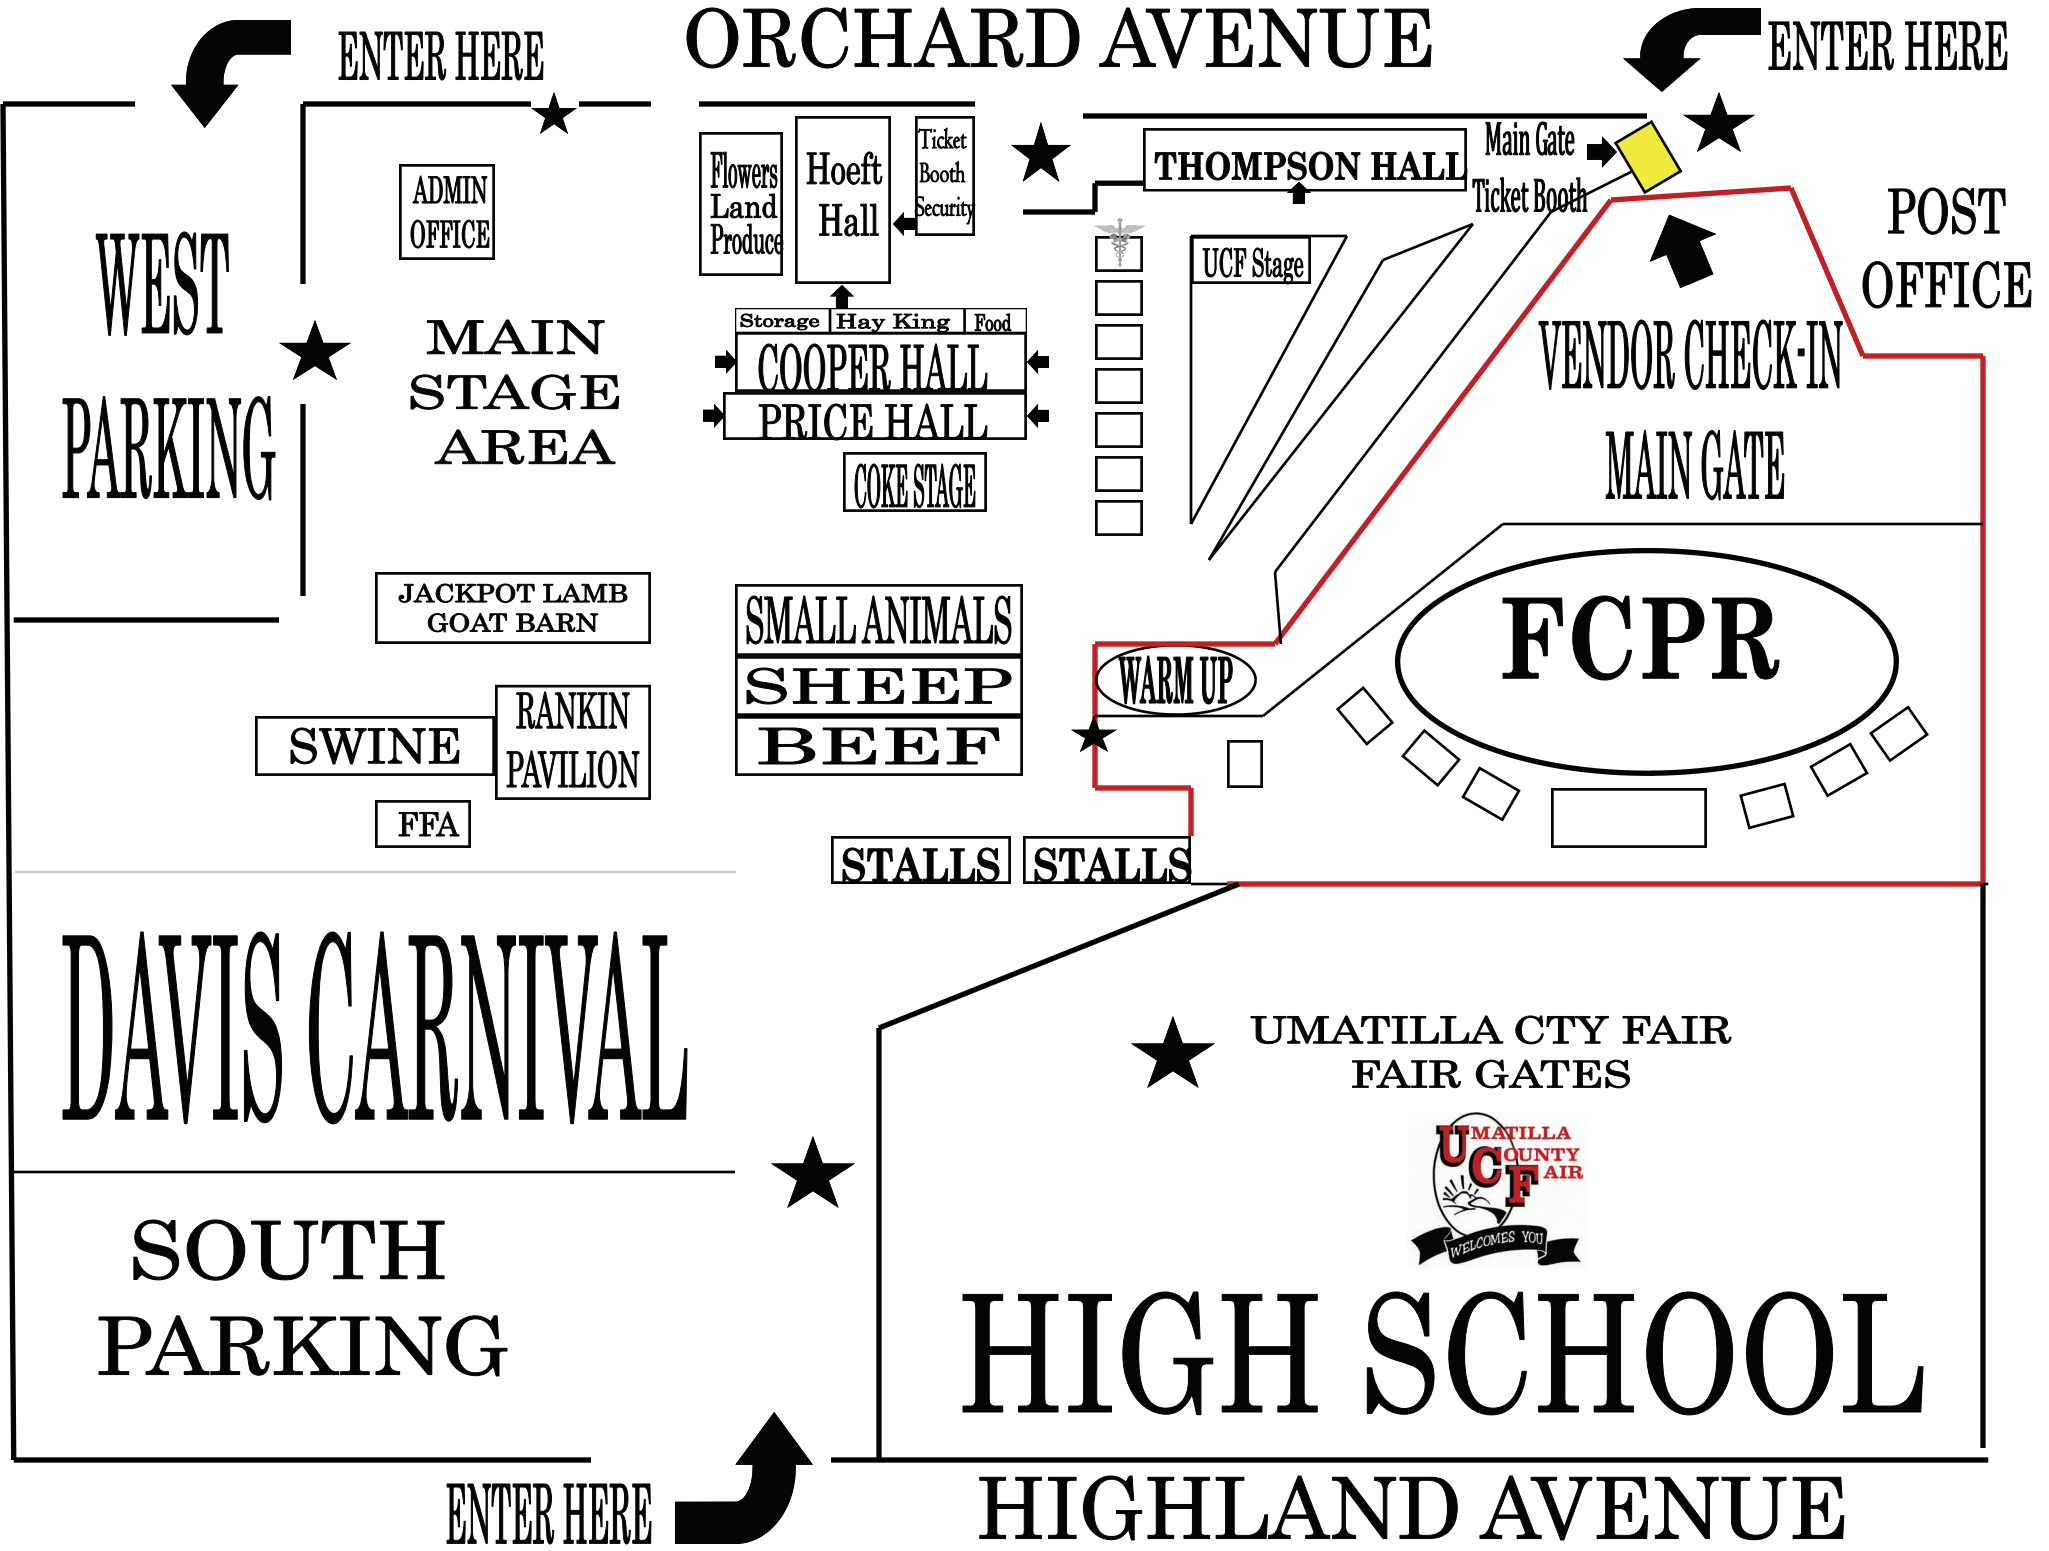 ORCHARD AVENUE
ENTER HERE
ENTER HERE
ADMIN
OFFICE
Flowers
Land
Produce
Hoeft
Hall
Ticket
Booth
Security
THOMPSON HALL
Main Gate
Ticket Booth
POST
OFFICE
WEST
PARKING
MAIN
STAGE
AREA
UCF Stage
Storage
Hay King
Food
COOPER HALL
PRICE HALL
COKE STAGE
VENDOR CHECK-IN
MAIN GATE
JACKPOT LAMB
GOAT BARN
SMALL ANIMALS
SHEEP
BEEF
WARM UP
FCPR
SWINE
RANKIN
PAVILION
FFA
STALLS
STALLS
DAVIS CARNIVAL
UMATILLA CTY FAIR
FAIR GATES
UMATILLA
COUNTY
FAIR
WELCOMES YOU
SOUTH
PARKING
HIGH SCHOOL
ENTER HERE
HIGHLAND AVENUE